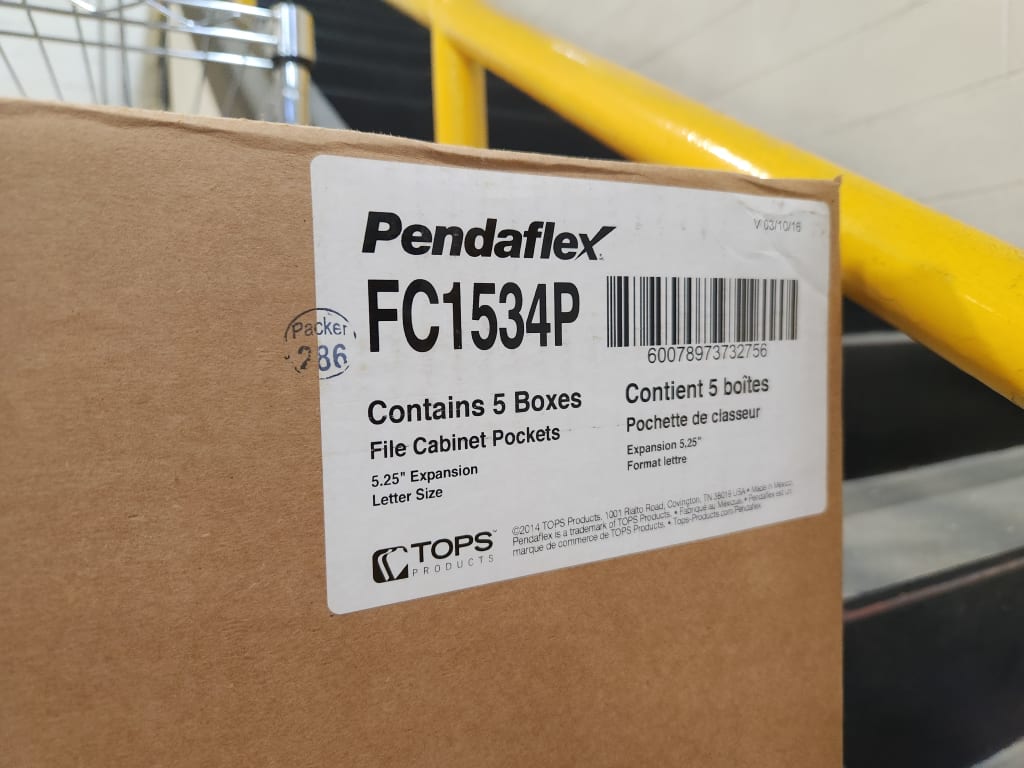 Pendaflex
V 03/10/16
FC1534P
60078973732756
Packer
286
Contains 5 Boxes
File Cabinet Pockets
5.25" Expansion
Letter Size
Contient 5 boîtes
Pochette de classeur
Expansion 5,25"
Format lettre
TOPS™
PRODUCTS
©2014 TOPS Products, 1001 Rialto Road, Covington, TN 38019 USA • Made in Mexico
Pendaflex is a trademark of TOPS Products. • Fabriqué au Mexique. • Pendaflex est un
marque de commerce de TOPS Products. • Tops-Products.com/Pendaflex